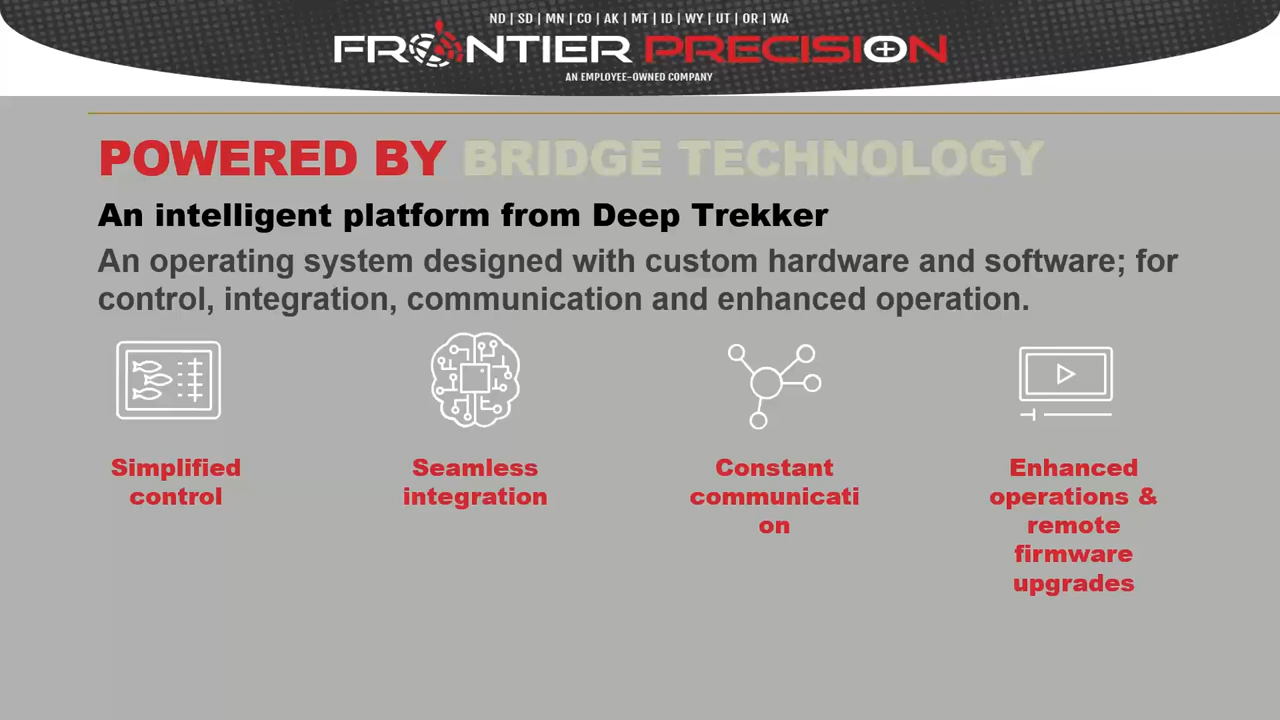 ND | SD | MN | CO | AK | MT | ID | WY | UT | OR | WA
FRONTIER PRECISION
AN EMPLOYEE-OWNED COMPANY
POWERED BY BRIDGE TECHNOLOGY
An intelligent platform from Deep Trekker
An operating system designed with custom hardware and software; for
control, integration, communication and enhanced operation.
Simplified
control
Seamless
integration
Constant
communicati
on
Enhanced
operations &
remote
firmware
upgrades